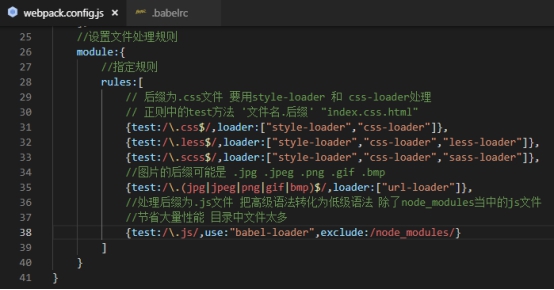 webpack.config.js × .babelrc
25 //设置文件处理规则
26 module:{
27 //指定规则
28 rules:[
29 // 后缀为.css文件 要用style-loader 和 css-loader处理
30 // 正则中的test方法 '文件名.后缀' "index.css.html"
31 {test:/\.css$/,loader:["style-loader","css-loader"]},
32 {test:/\.less$/,loader:["style-loader","css-loader","less-loader"]},
33 {test:/\.scss$/,loader:["style-loader","css-loader","sass-loader"]},
34 //图片的后缀可能是 .jpg .jpeg .png .gif .bmp
35 {test:/\.(jpg|jpeg|png|gif|bmp)$/,loader:["url-loader"]},
36 //处理后缀为.js文件 把高级语法转化为低级语法 除了node_modules当中的js文件
37 //节省大量性能 目录中文件太多
38 {test:/\.js/,use:"babel-loader",exclude:/node_modules/}
39 ]
40 }
41 }